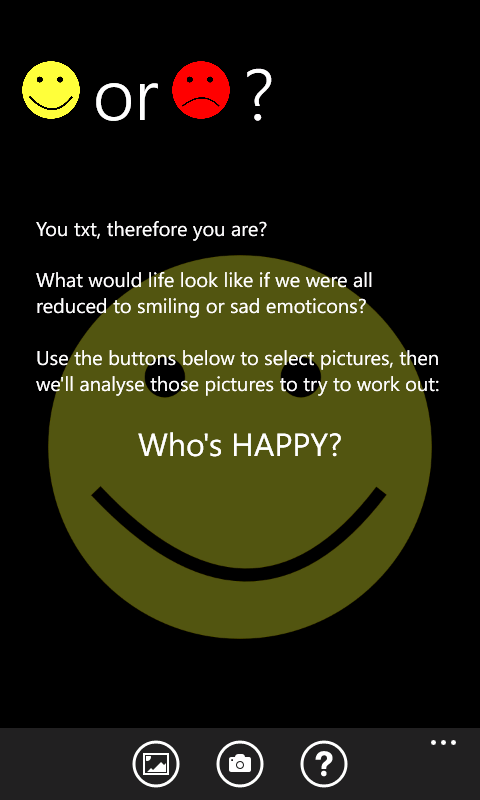 or ?
You txt, therefore you are?
What would life look like if we were all
reduced to smiling or sad emoticons?
Use the buttons below to select pictures, then
we'll analyse those pictures to try to work out:
Who's HAPPY?
?